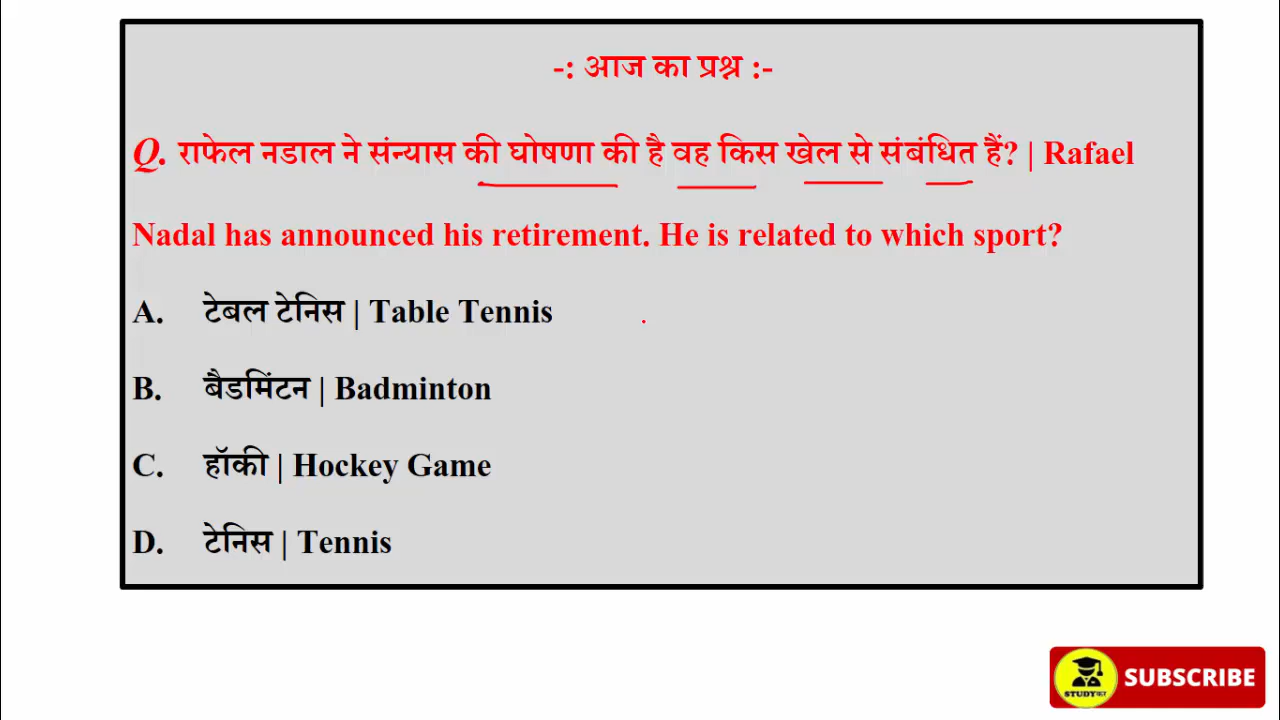 -: आज का प्रश्न :-
Q. राफेल नडाल ने संन्यास की घोषणा की है वह किस खेल से संबंधित हैं? | Rafael
Nadal has announced his retirement. He is related to which sport?
A. टेबल टेनिस | Table Tennis
B. बैडमिंटन | Badminton
C. हॉकी | Hockey Game
D. टेनिस | Tennis
SUBSCRIBE